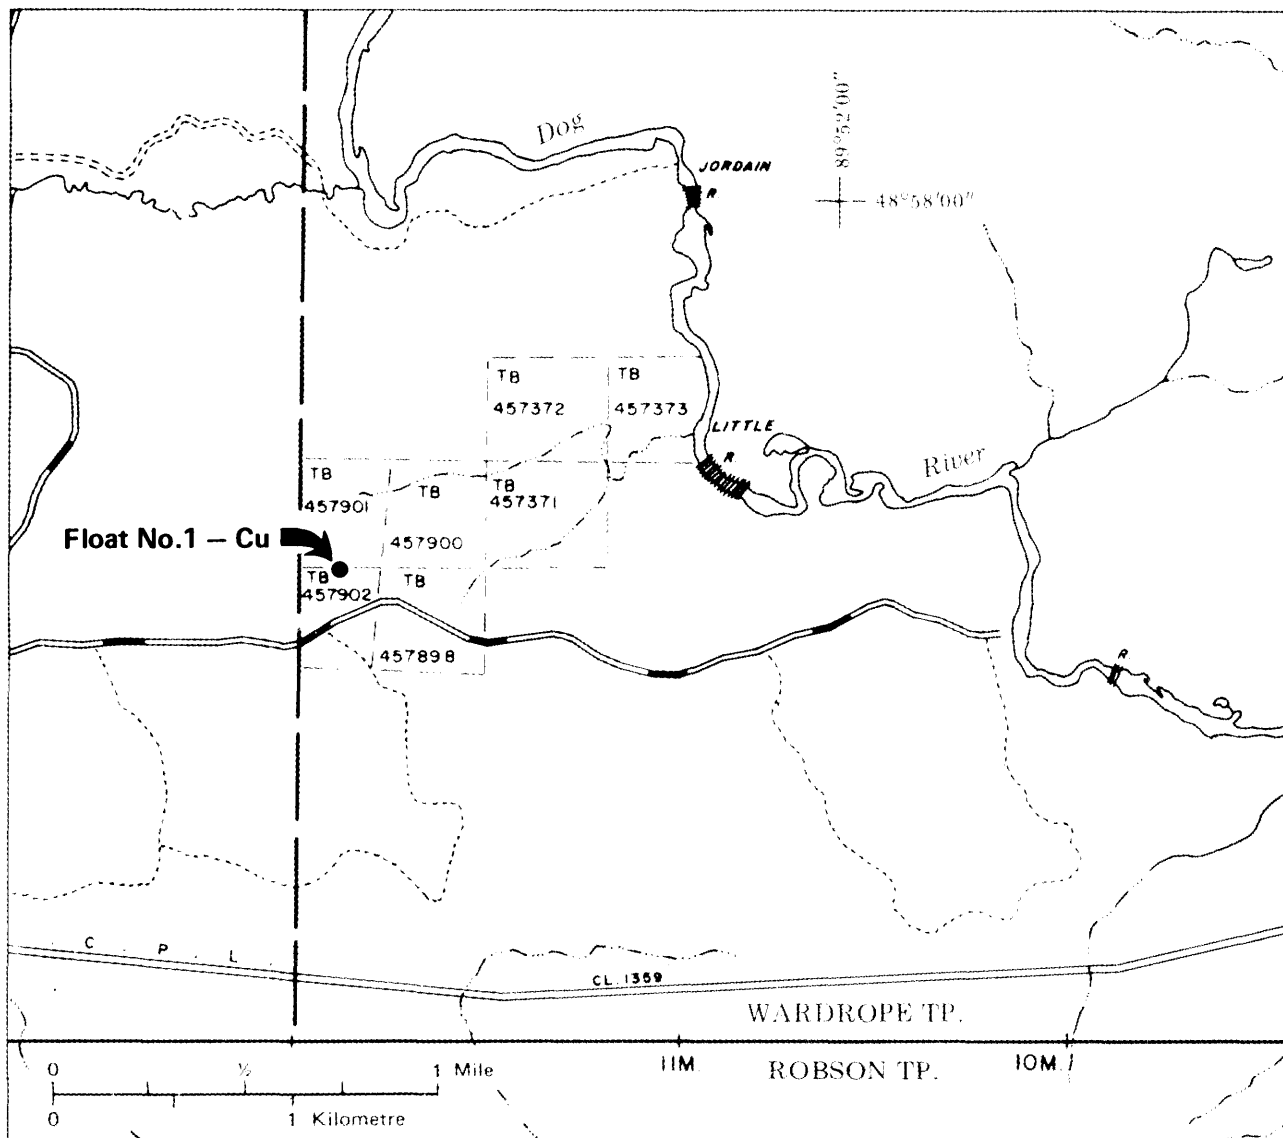 Dog
89°52'00"
JORDAIN
R.
48°58'00"
TB
457372
TB
457373
LITTLE
R.
River
TB
457901
TB
457900
TB
457371
Float No.1 – Cu
TB
457902
TB
457898
R.
C. P. L.
CL. 1359
WARDROPE TP.
11M.
ROBSON TP.
10M.
0 ½ 1 Mile
0 1 Kilometre